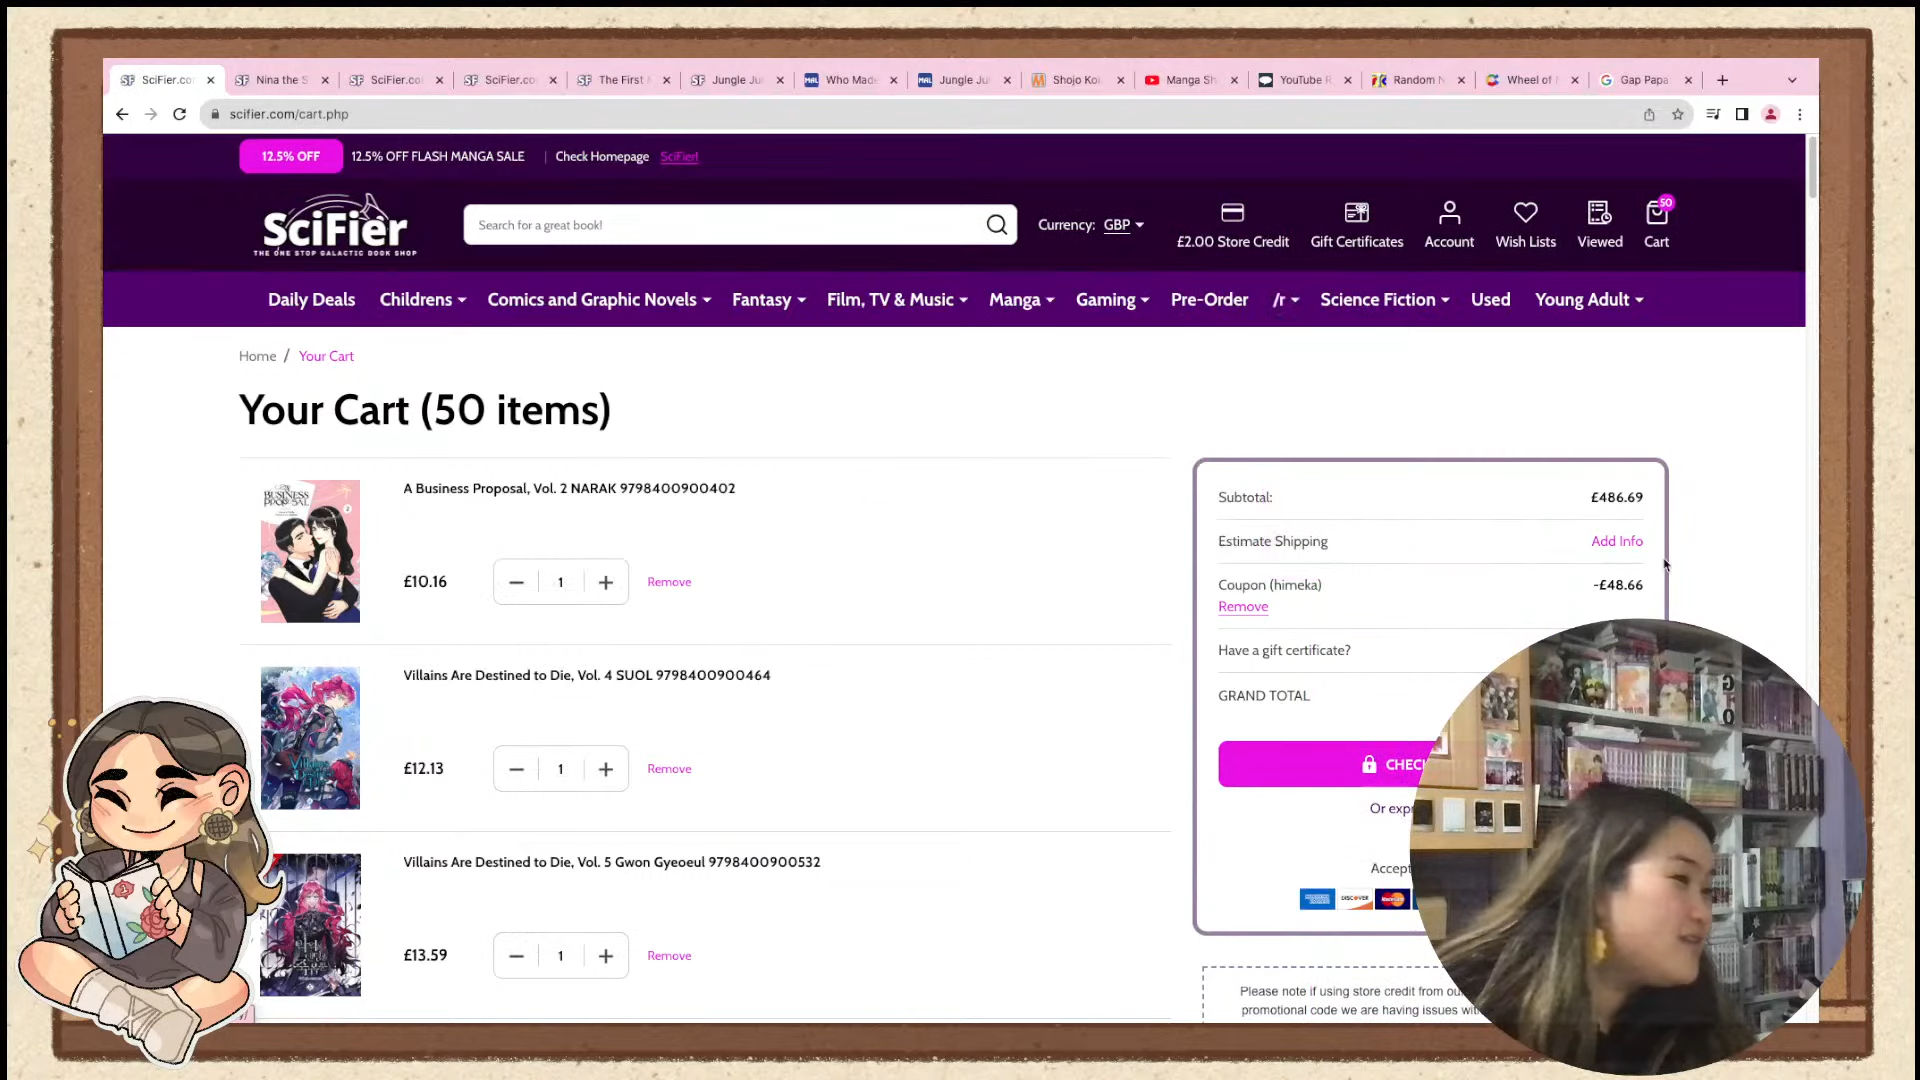 SciFier.co
Nina the S
SciFier.co
SciFier.co
The First
Jungle Ju
Who Made
Jungle Ju
Shojo Ko
Manga Sh
YouTube R
Random N
Wheel of
Gap Papa
scifier.com/cart.php
12.5% OFF
12.5% OFF FLASH MANGA SALE
Check Homepage
SciFier!
SciFier
THE ONE STOP GALACTIC BOOK SHOP
Search for a great book!
Currency: GBP
£2.00 Store Credit
Gift Certificates
Account
Wish Lists
Viewed
50
Cart
Daily Deals
Childrens
Comics and Graphic Novels
Fantasy
Film, TV & Music
Manga
Gaming
Pre-Order
/r
Science Fiction
Used
Young Adult
Home / Your Cart
Your Cart (50 items)
A Business Proposal, Vol. 2 NARAK 9798400900402
£10.16
1
Remove
Villains Are Destined to Die, Vol. 4 SUOL 9798400900464
£12.13
1
Remove
Villains Are Destined to Die, Vol. 5 Gwon Gyeoeul 9798400900532
£13.59
1
Remove
Subtotal: £486.69
Estimate Shipping Add Info
Coupon (himeka) -£48.66
Remove
Have a gift certificate?
GRAND TOTAL
CHEC
Or expr
Accept
DISCOVER
Please note if using store credit from ou
promotional code we are having issues wit